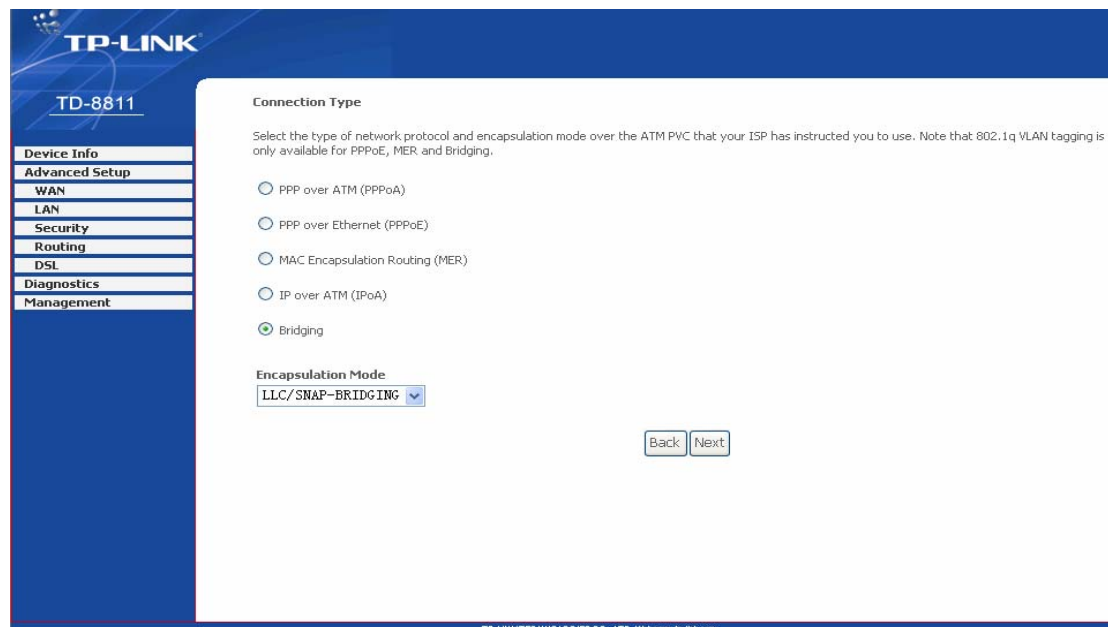 TP-LINK
TD-8811
Device Info
Advanced Setup
WAN
LAN
Security
Routing
DSL
Diagnostics
Management
Connection Type
Select the type of network protocol and encapsulation mode over the ATM PVC that your ISP has instructed you to use. Note that 802.1q VLAN tagging is
only available for PPPoE, MER and Bridging.
PPP over ATM (PPPoA)
PPP over Ethernet (PPPoE)
MAC Encapsulation Routing (MER)
IP over ATM (IPoA)
Bridging
Encapsulation Mode
LLC/SNAP-BRIDGING
Back Next